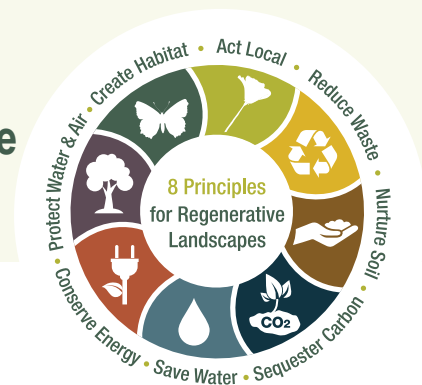 e
8 Principles
for Regenerative
Landscapes
Act Local
Reduce Waste
Nurture Soil
Sequester Carbon
Save Water
Conserve Energy
Protect Water & Air
Create Habitat
CO2